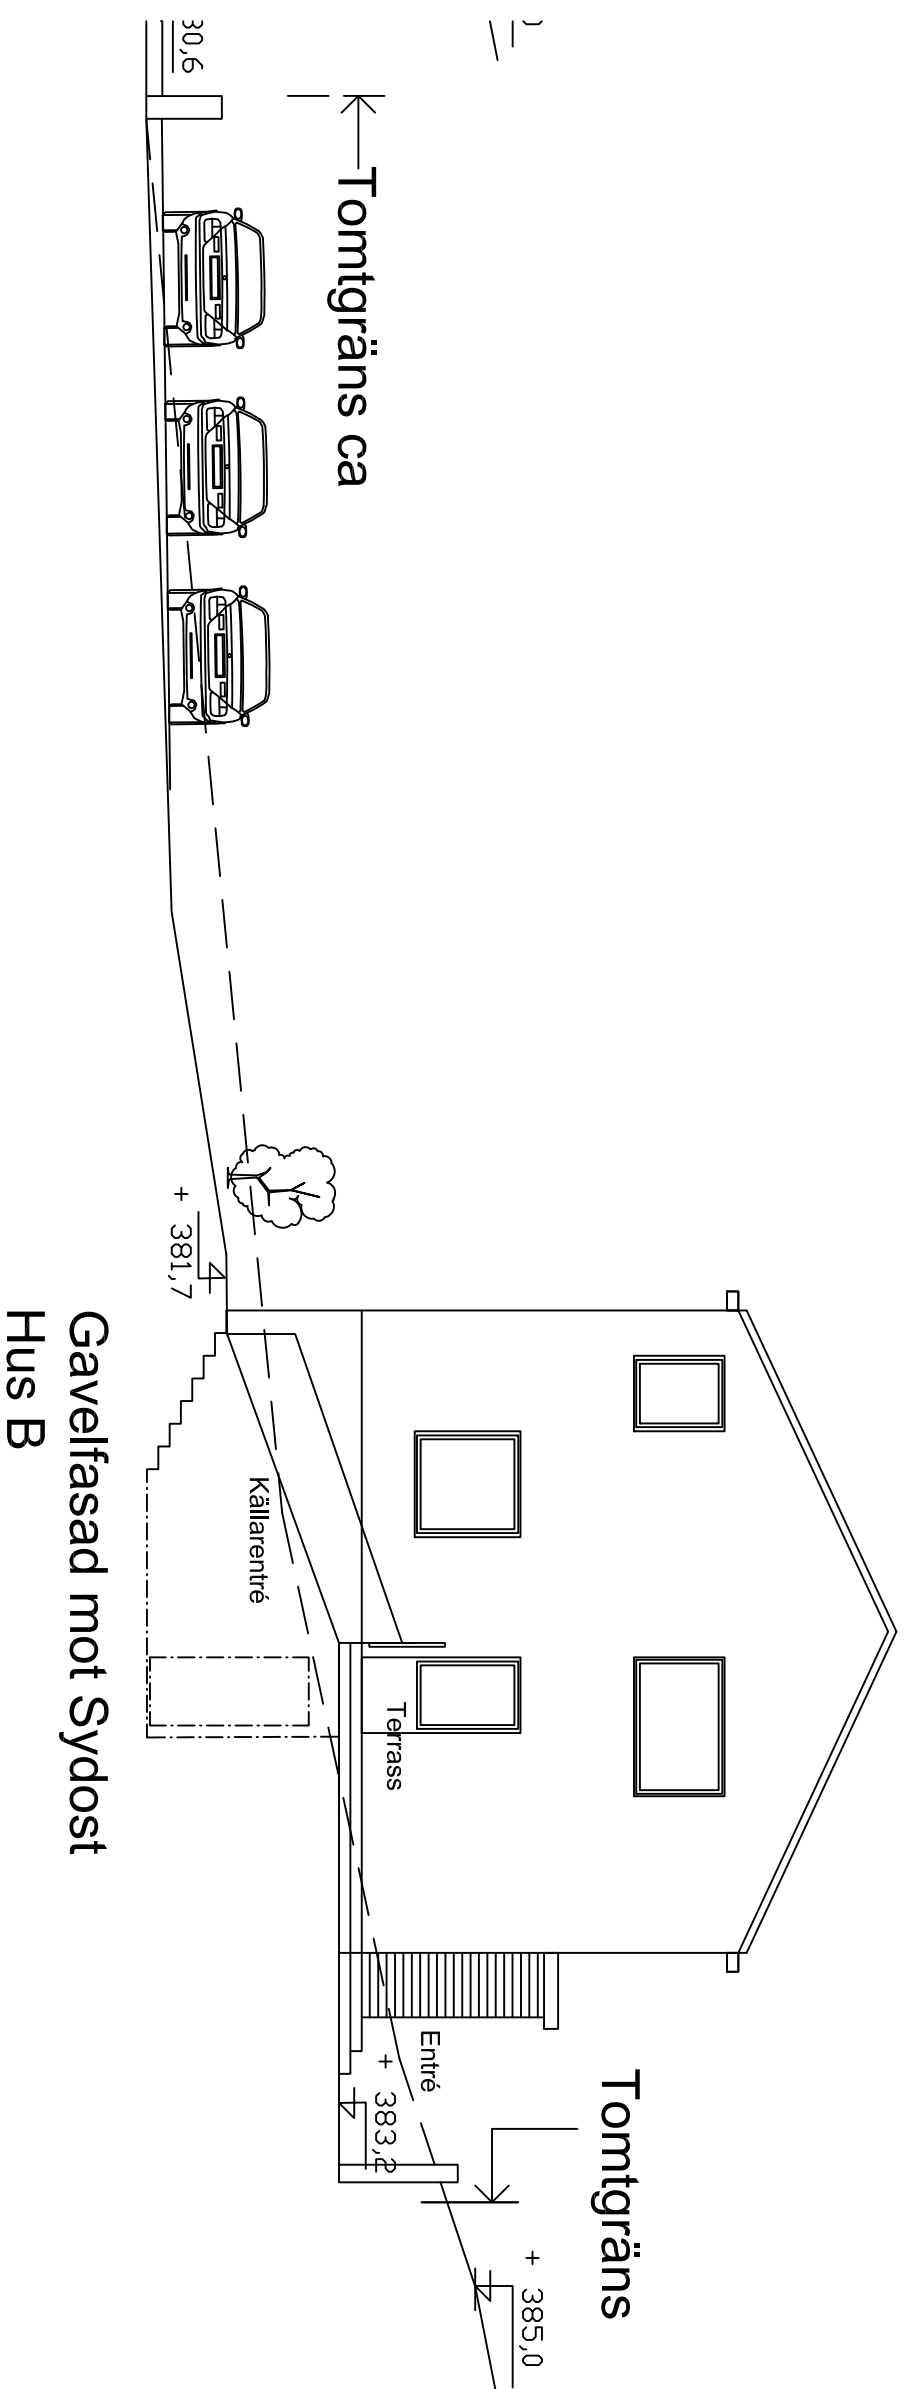 Tomtgräns ca
Tomtgräns
+ 385,0
Entré
+ 383,2
Terrass
Källarentré
+ 381,7
30,6
Gavelfasad mot Sydost
Hus B